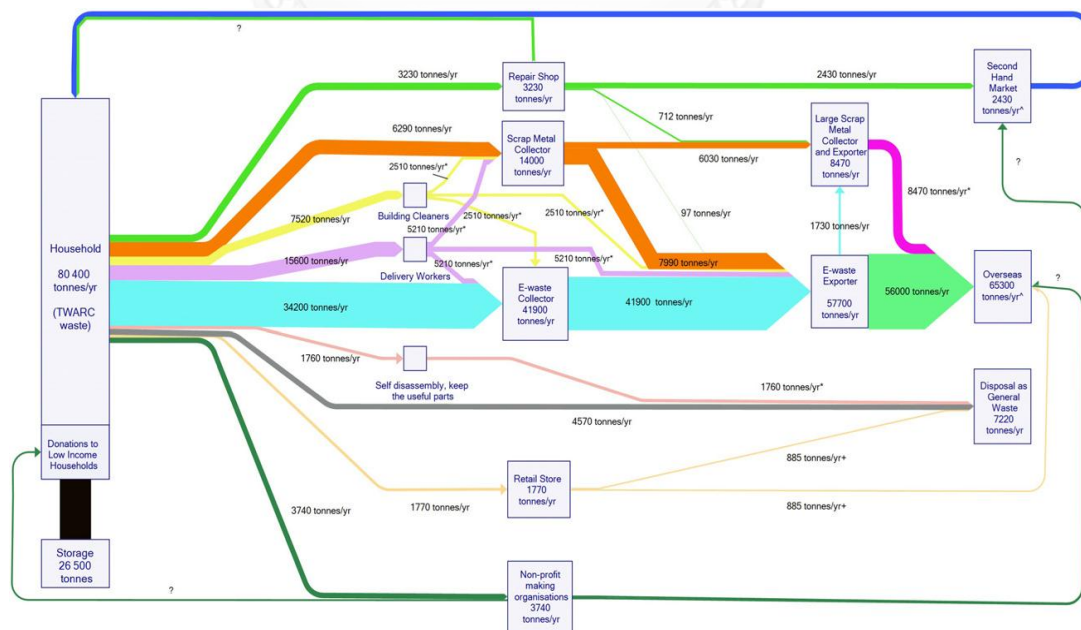 ?
3230 tonnes/yr
Repair Shop
3230
tonnes/yr
2430 tonnes/yr
Second
Hand
Market
2430
tonnes/yr^
712 tonnes/yr
6290 tonnes/yr
Scrap Metal
Collector
14000
tonnes/yr
6030 tonnes/yr
Large Scrap
Metal
Collector
and Exporter
8470
tonnes/yr
?
2510 tonnes/yr*
8470 tonnes/yr*
7520 tonnes/yr
Building Cleaners
2510 tonnes/yr*
2510 tonnes/yr*
97 tonnes/yr
5210 tonnes/yr*
1730 tonnes/yr
Household
80 400
tonnes/yr
(TWARC
waste)
15600 tonnes/yr
Delivery Workers
5210 tonnes/yr*
5210 tonnes/yr*
7990 tonnes/yr
34200 tonnes/yr
E-waste
Collector
41900
tonnes/yr
41900 tonnes/yr
E-waste
Exporter
57700
tonnes/yr
56000 tonnes/yr
Overseas
65300
tonnes/yr^
?
1760 tonnes/yr
Self disassembly, keep
the useful parts
1760 tonnes/yr*
4570 tonnes/yr
Disposal as
General
Waste
7220
tonnes/yr
Donations to
Low Income
Households
885 tonnes/yr+
1770 tonnes/yr
Retail Store
1770
tonnes/yr
885 tonnes/yr+
3740 tonnes/yr
Storage
26 500
tonnes
?
Non-profit
making
organisations
3740
tonnes/yr